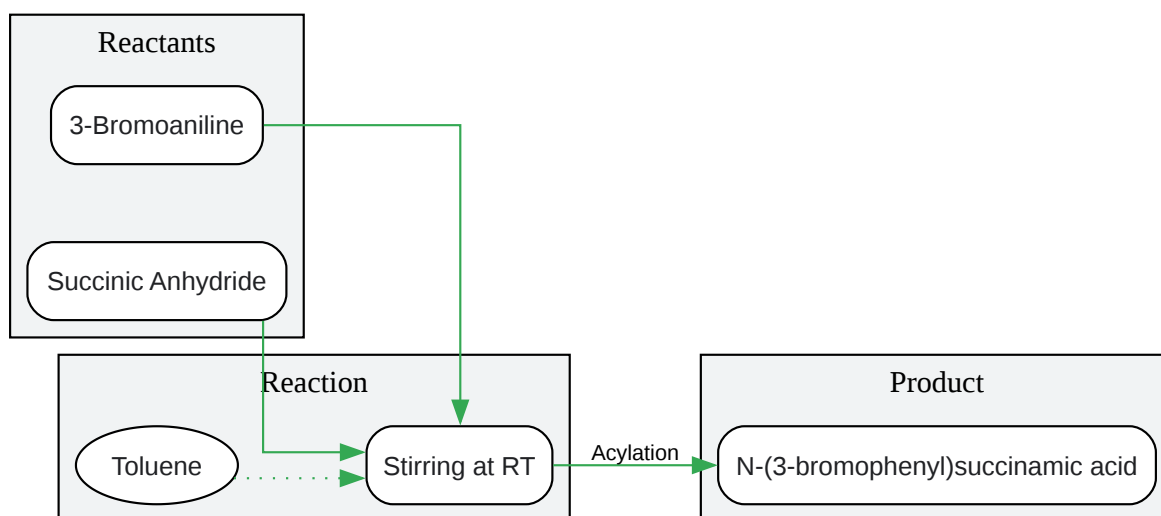 Reactants
3-Bromoaniline
Succinic Anhydride
Reaction
Toluene
Stirring at RT
Acylation
Product
N-(3-bromophenyl)succinamic acid